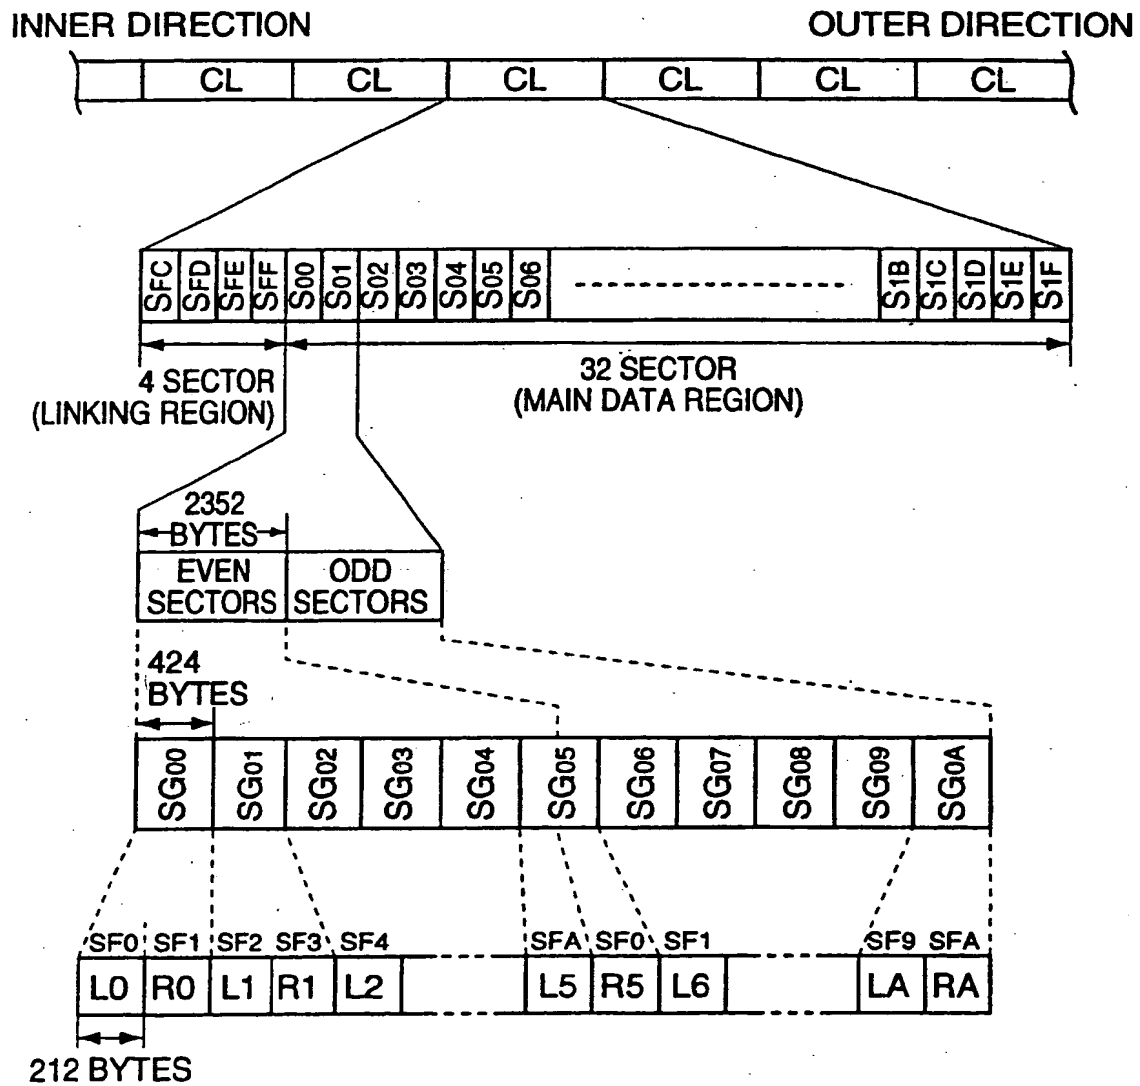 INNER DIRECTION
OUTER DIRECTION
CL CL CL CL CL CL
SFC SFD SFE SFF S00 S01 S02 S03 S04 S05 S06 S1B S1C S1D S1E S1F
4 SECTOR
(LINKING REGION)
32 SECTOR
(MAIN DATA REGION)
2352
BYTES
EVEN
SECTORS
ODD
SECTORS
424
BYTES
SG00 SG01 SG02 SG03 SG04 SG05 SG06 SG07 SG08 SG09 SG0A
SF0 SF1 SF2 SF3 SF4 SFA SF0 SF1 SF9 SFA
L0 R0 L1 R1 L2 L5 R5 L6 LA RA
212 BYTES